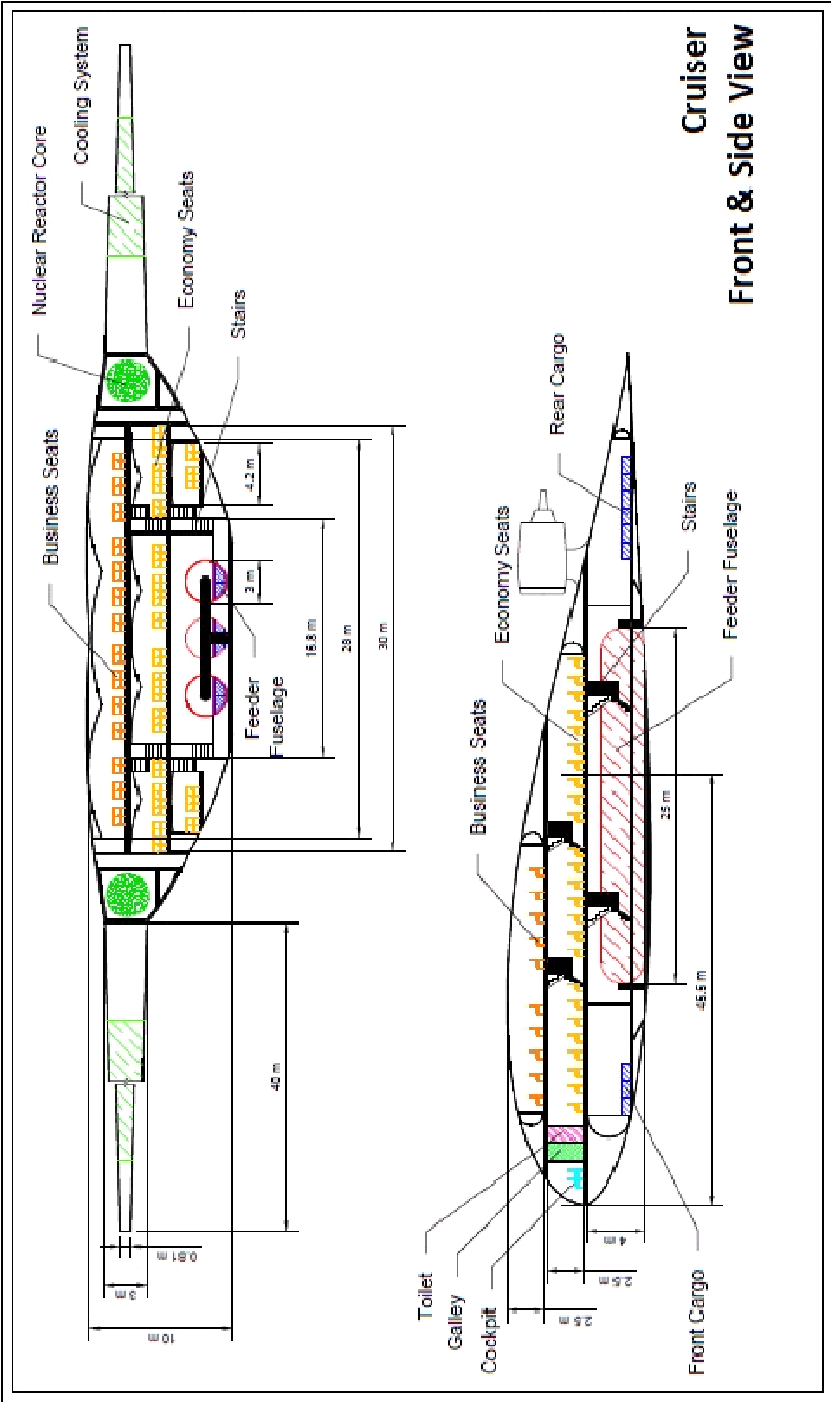 Nuclear Reactor Core
Business Seats
Cooling System
Economy Seats
Stairs
10 m
3 m
0.81 m
40 m
4.2 m
3 m
16.8 m
28 m
30 m
Feeder
Fuselage
Toilet
Galley
Cockpit
Business Seats
Economy Seats
Rear Cargo
Stairs
Feeder Fuselage
2.5 m
2.5 m
4 m
25 m
Front Cargo
Cruiser
Front & Side View